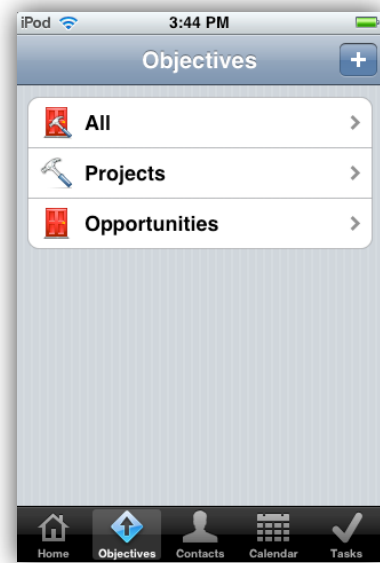 iPod 3:44 PM
Objectives +
All
Projects
Opportunities
Home Objectives Contacts Calendar Tasks